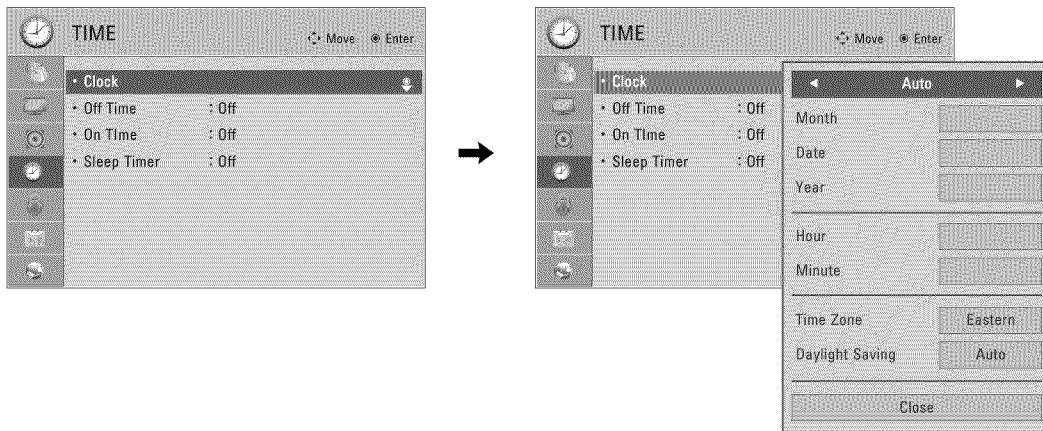 TIME
Move Enter
• Clock
• Off Time : Off
• On TIme : Off
• Sleep Timer : Off
TIME
Move Enter
• Clock
• Off Time : Off
• On TIme : Off
• Sleep Timer : Off
◄ Auto ►
Month
Date
Year
Hour
Minute
Time Zone Eastern
Daylight Saving Auto
Close